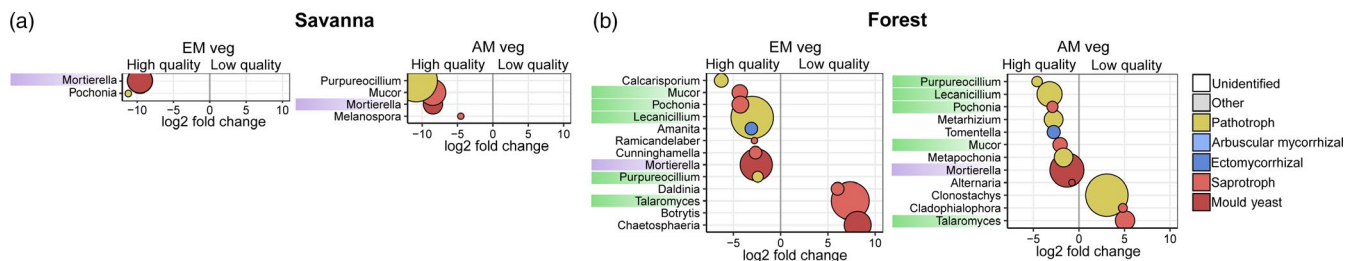 (a)
Savanna
EM veg
High quality
Low quality
Mortierella
Pochonia
−10
0
10
log2 fold change
AM veg
High quality
Low quality
Purpureocillium
Mucor
Mortierella
Melanospora
−10
−5
0
5
10
log2 fold change
(b)
Forest
EM veg
High quality
Low quality
Calcarisporium
Mucor
Pochonia
Lecanicillium
Amanita
Ramicandelaber
Cunninghamella
Mortierella
Purpureocillium
Daldinia
Talaromyces
Botrytis
Chaetosphaeria
−5
0
5
10
log2 fold change
AM veg
High quality
Low quality
Purpureocillium
Lecanicillium
Pochonia
Metarhizium
Tomentella
Mucor
Metapochonia
Mortierella
Alternaria
Clonostachys
Cladophialophora
Talaromyces
−5
0
5
10
log2 fold change
Unidentified
Other
Pathotroph
Arbuscular mycorrhizal
Ectomycorrhizal
Saprotroph
Mould yeast